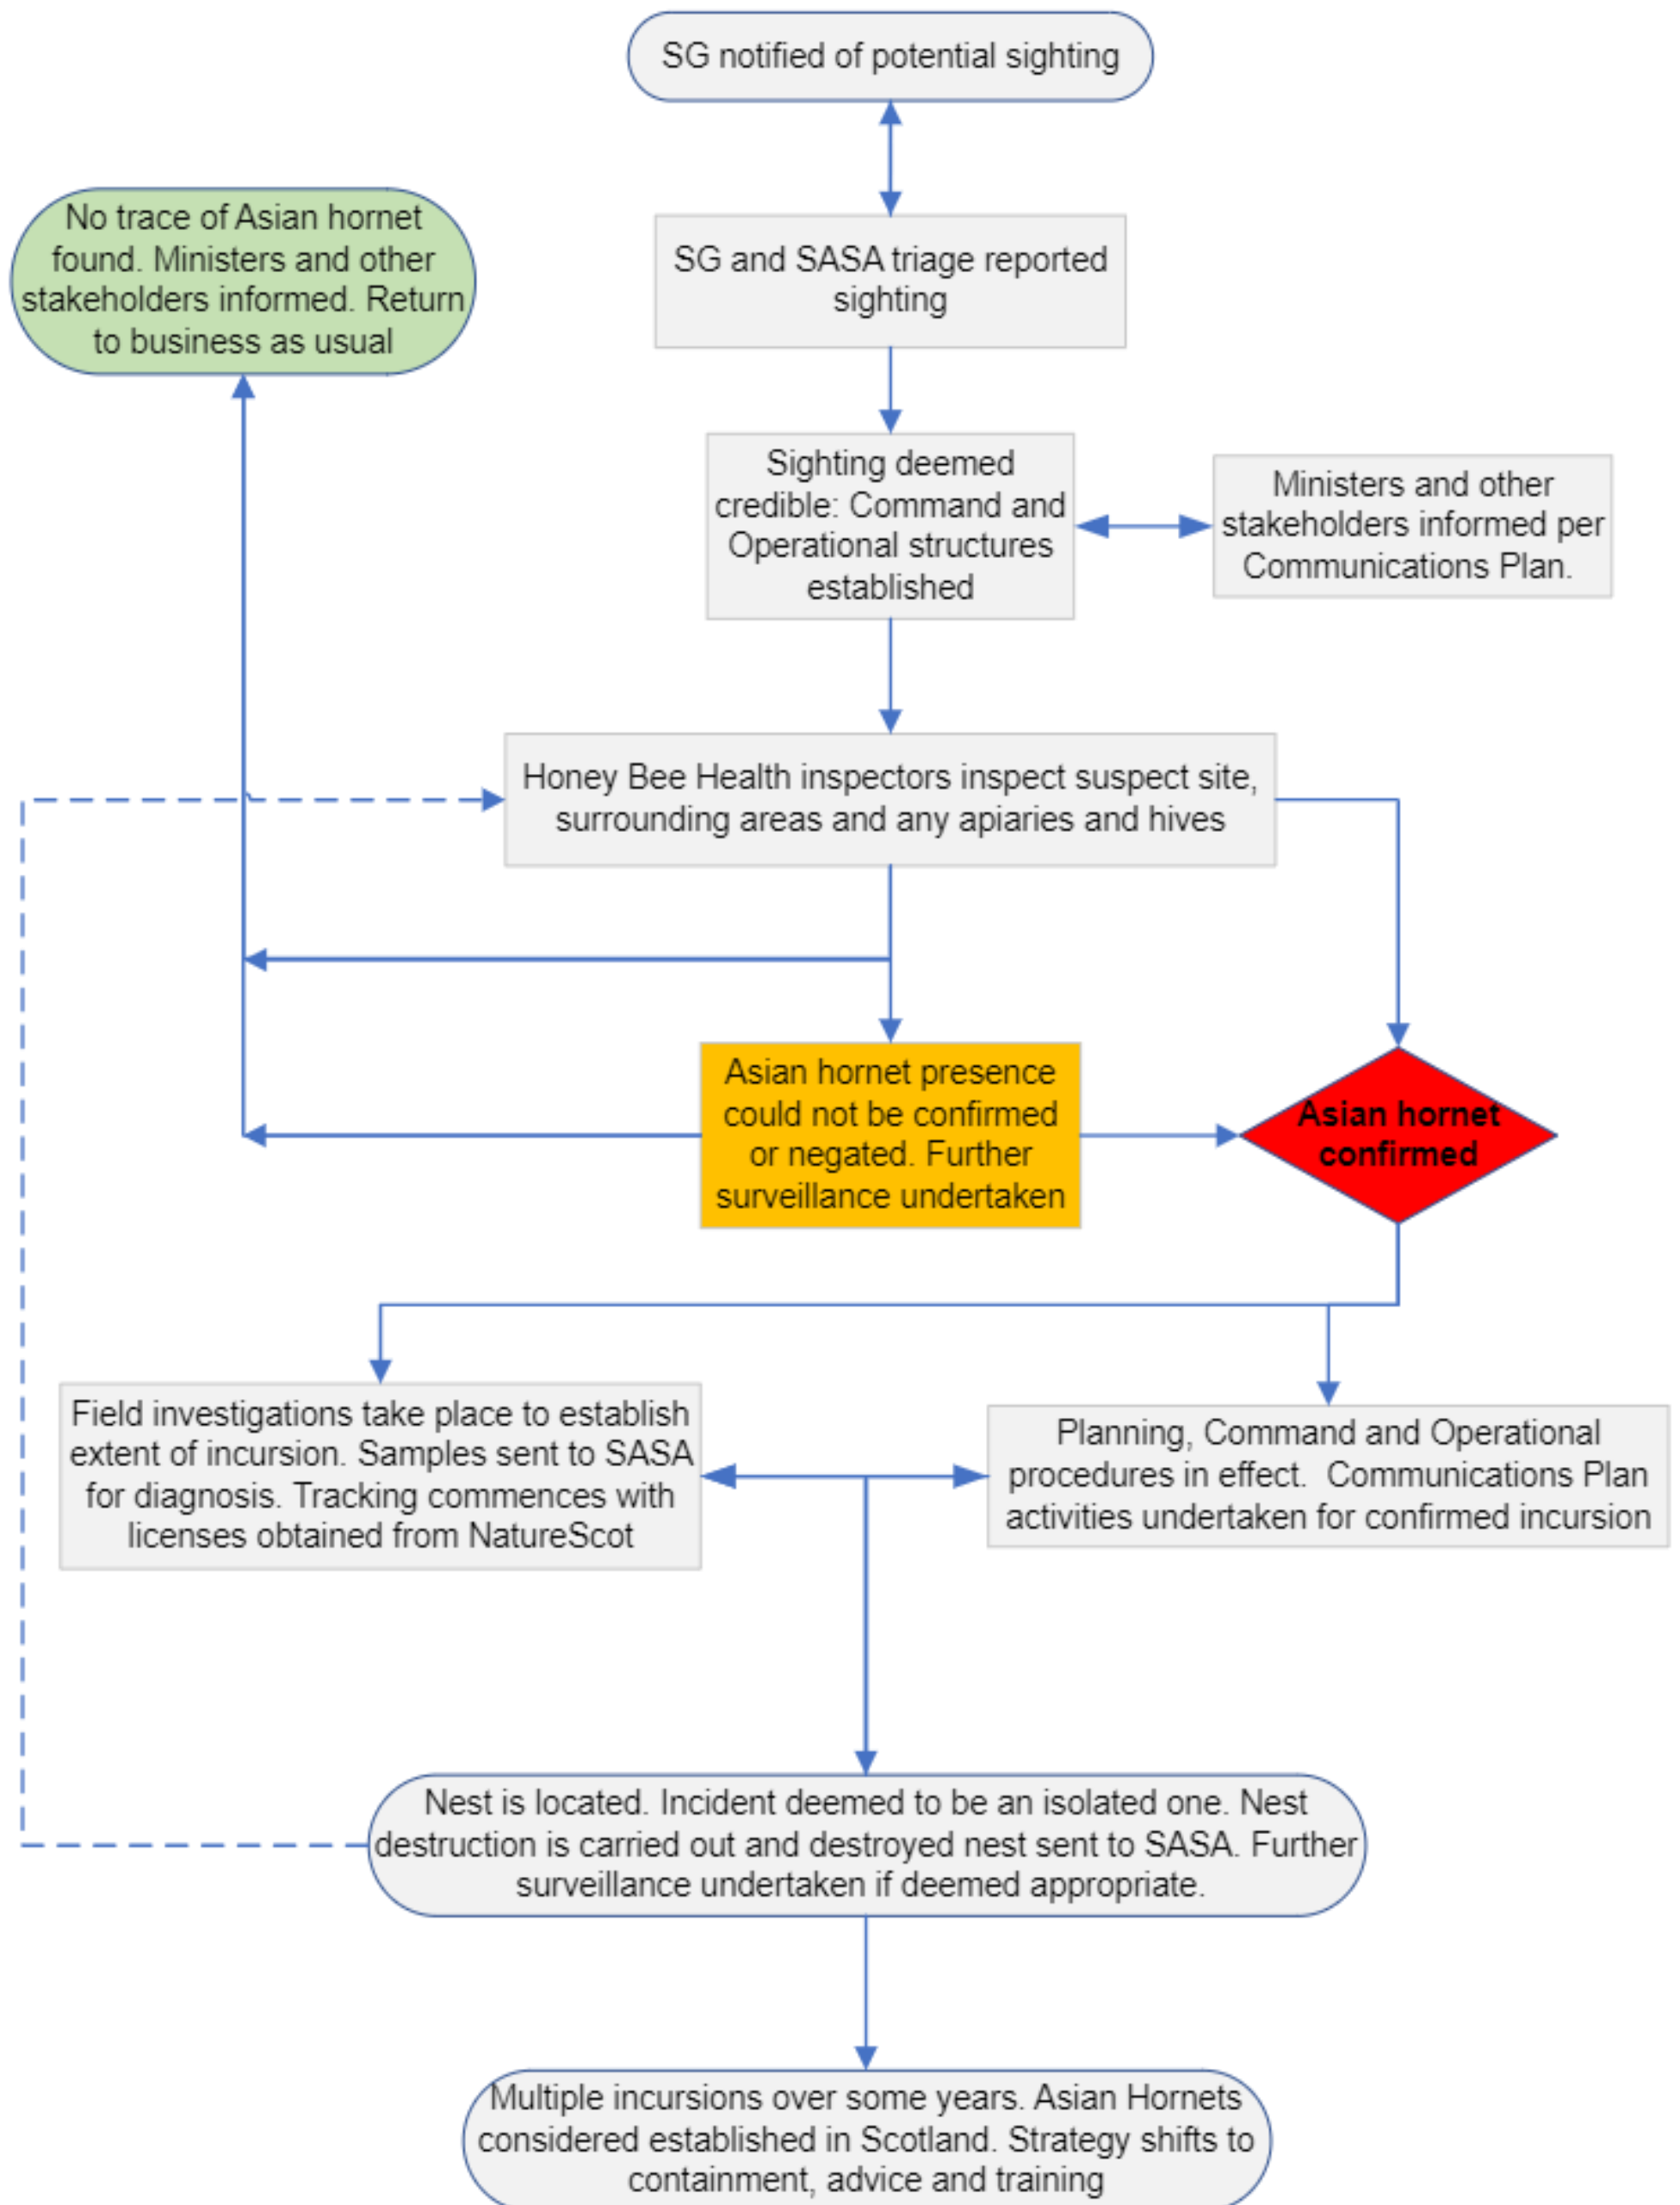 SG notified of potential sighting
No trace of Asian hornet
found. Ministers and other
stakeholders informed. Return
to business as usual
SG and SASA triage reported
sighting
Sighting deemed
credible: Command and
Operational structures
established
Ministers and other
stakeholders informed per
Communications Plan.
Honey Bee Health inspectors inspect suspect site,
surrounding areas and any apiaries and hives
Asian hornet presence
could not be confirmed
or negated. Further
surveillance undertaken
Asian hornet
confirmed
Field investigations take place to establish
extent of incursion. Samples sent to SASA
for diagnosis. Tracking commences with
licenses obtained from NatureScot
Planning, Command and Operational
procedures in effect.  Communications Plan
activities undertaken for confirmed incursion
Nest is located. Incident deemed to be an isolated one. Nest
destruction is carried out and destroyed nest sent to SASA. Further
surveillance undertaken if deemed appropriate.
Multiple incursions over some years. Asian Hornets
considered established in Scotland. Strategy shifts to
containment, advice and training